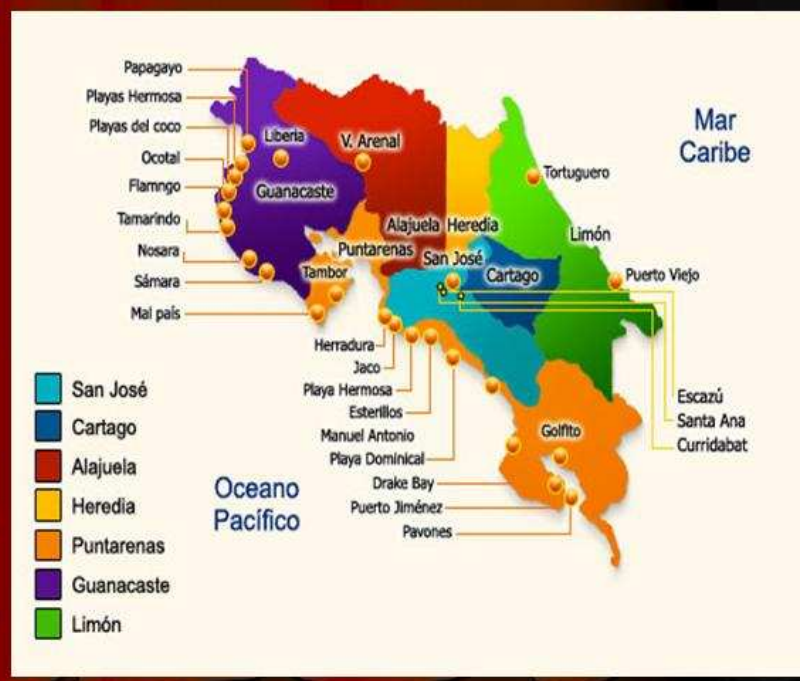 Papagayo
Playas Hermosa
Playas del coco
Ocotal
Flamngo
Tamarindo
Nosara
Sámara
Mal país
Liberia
Guanacaste
V. Arenal
Alajuela
Heredia
Puntarenas
Tambor
San José
Cartago
Limón
Tortuguero
Puerto Viejo
Mar
Caribe
Herradura
Jaco
Playa Hermosa
Esterillos
Manuel Antonio
Playa Dominical
Drake Bay
Puerto Jiménez
Pavones
Golfito
Escazú
Santa Ana
Curridabat
Oceano
Pacífico
San José
Cartago
Alajuela
Heredia
Puntarenas
Guanacaste
Limón